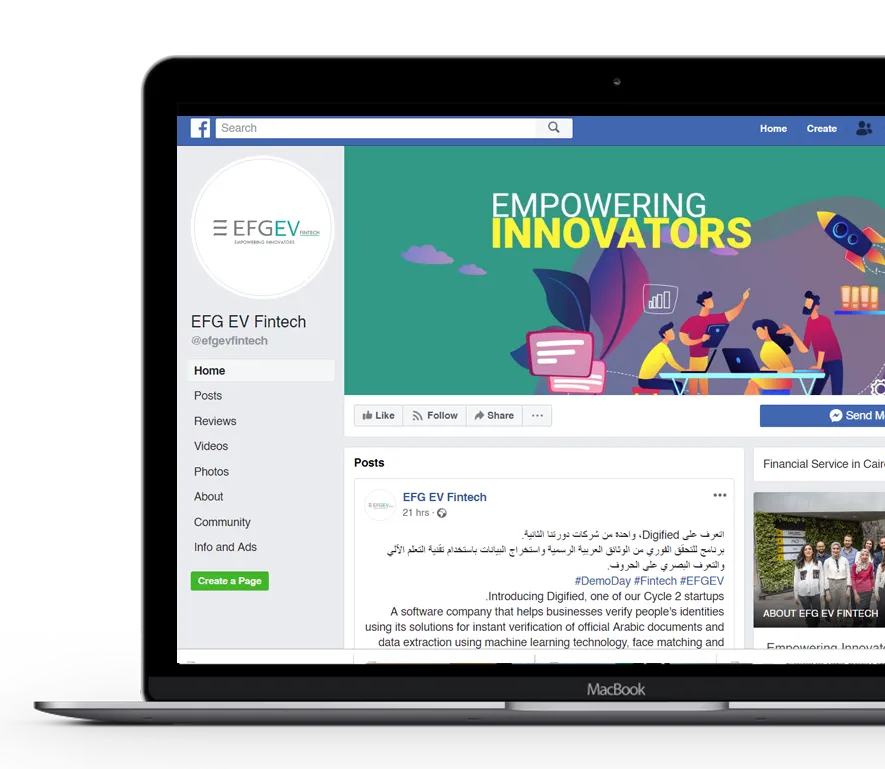 Search
Home
Create
EFGEV FINTECH
EMPOWERING INNOVATORS
EMPOWERING
INNOVATORS
EFG EV Fintech
@efgevfintech
Home
Posts
Reviews
Videos
Photos
About
Community
Info and Ads
Create a Page
Like
Follow
Share
Send M
Posts
EFG EV Fintech
21 hrs
اتعرف على Digified، واحدة من شركات دورتنا الثانية.
برنامج للتحقق الفوري من الوثائق العربية الرسمية واستخراج البيانات باستخدام تقنية التعلم الآلي
والتعرف البصري على الحروف.
#DemoDay #Fintech #EFGEV
.Introducing Digified, one of our Cycle 2 startups
A software company that helps businesses verify people's identities
using its solutions for instant verification of official Arabic documents and
data extraction using machine learning technology, face matching and
Financial Service in Cair
ABOUT EFG EV FINTECH
Empowering Innovat
MacBook